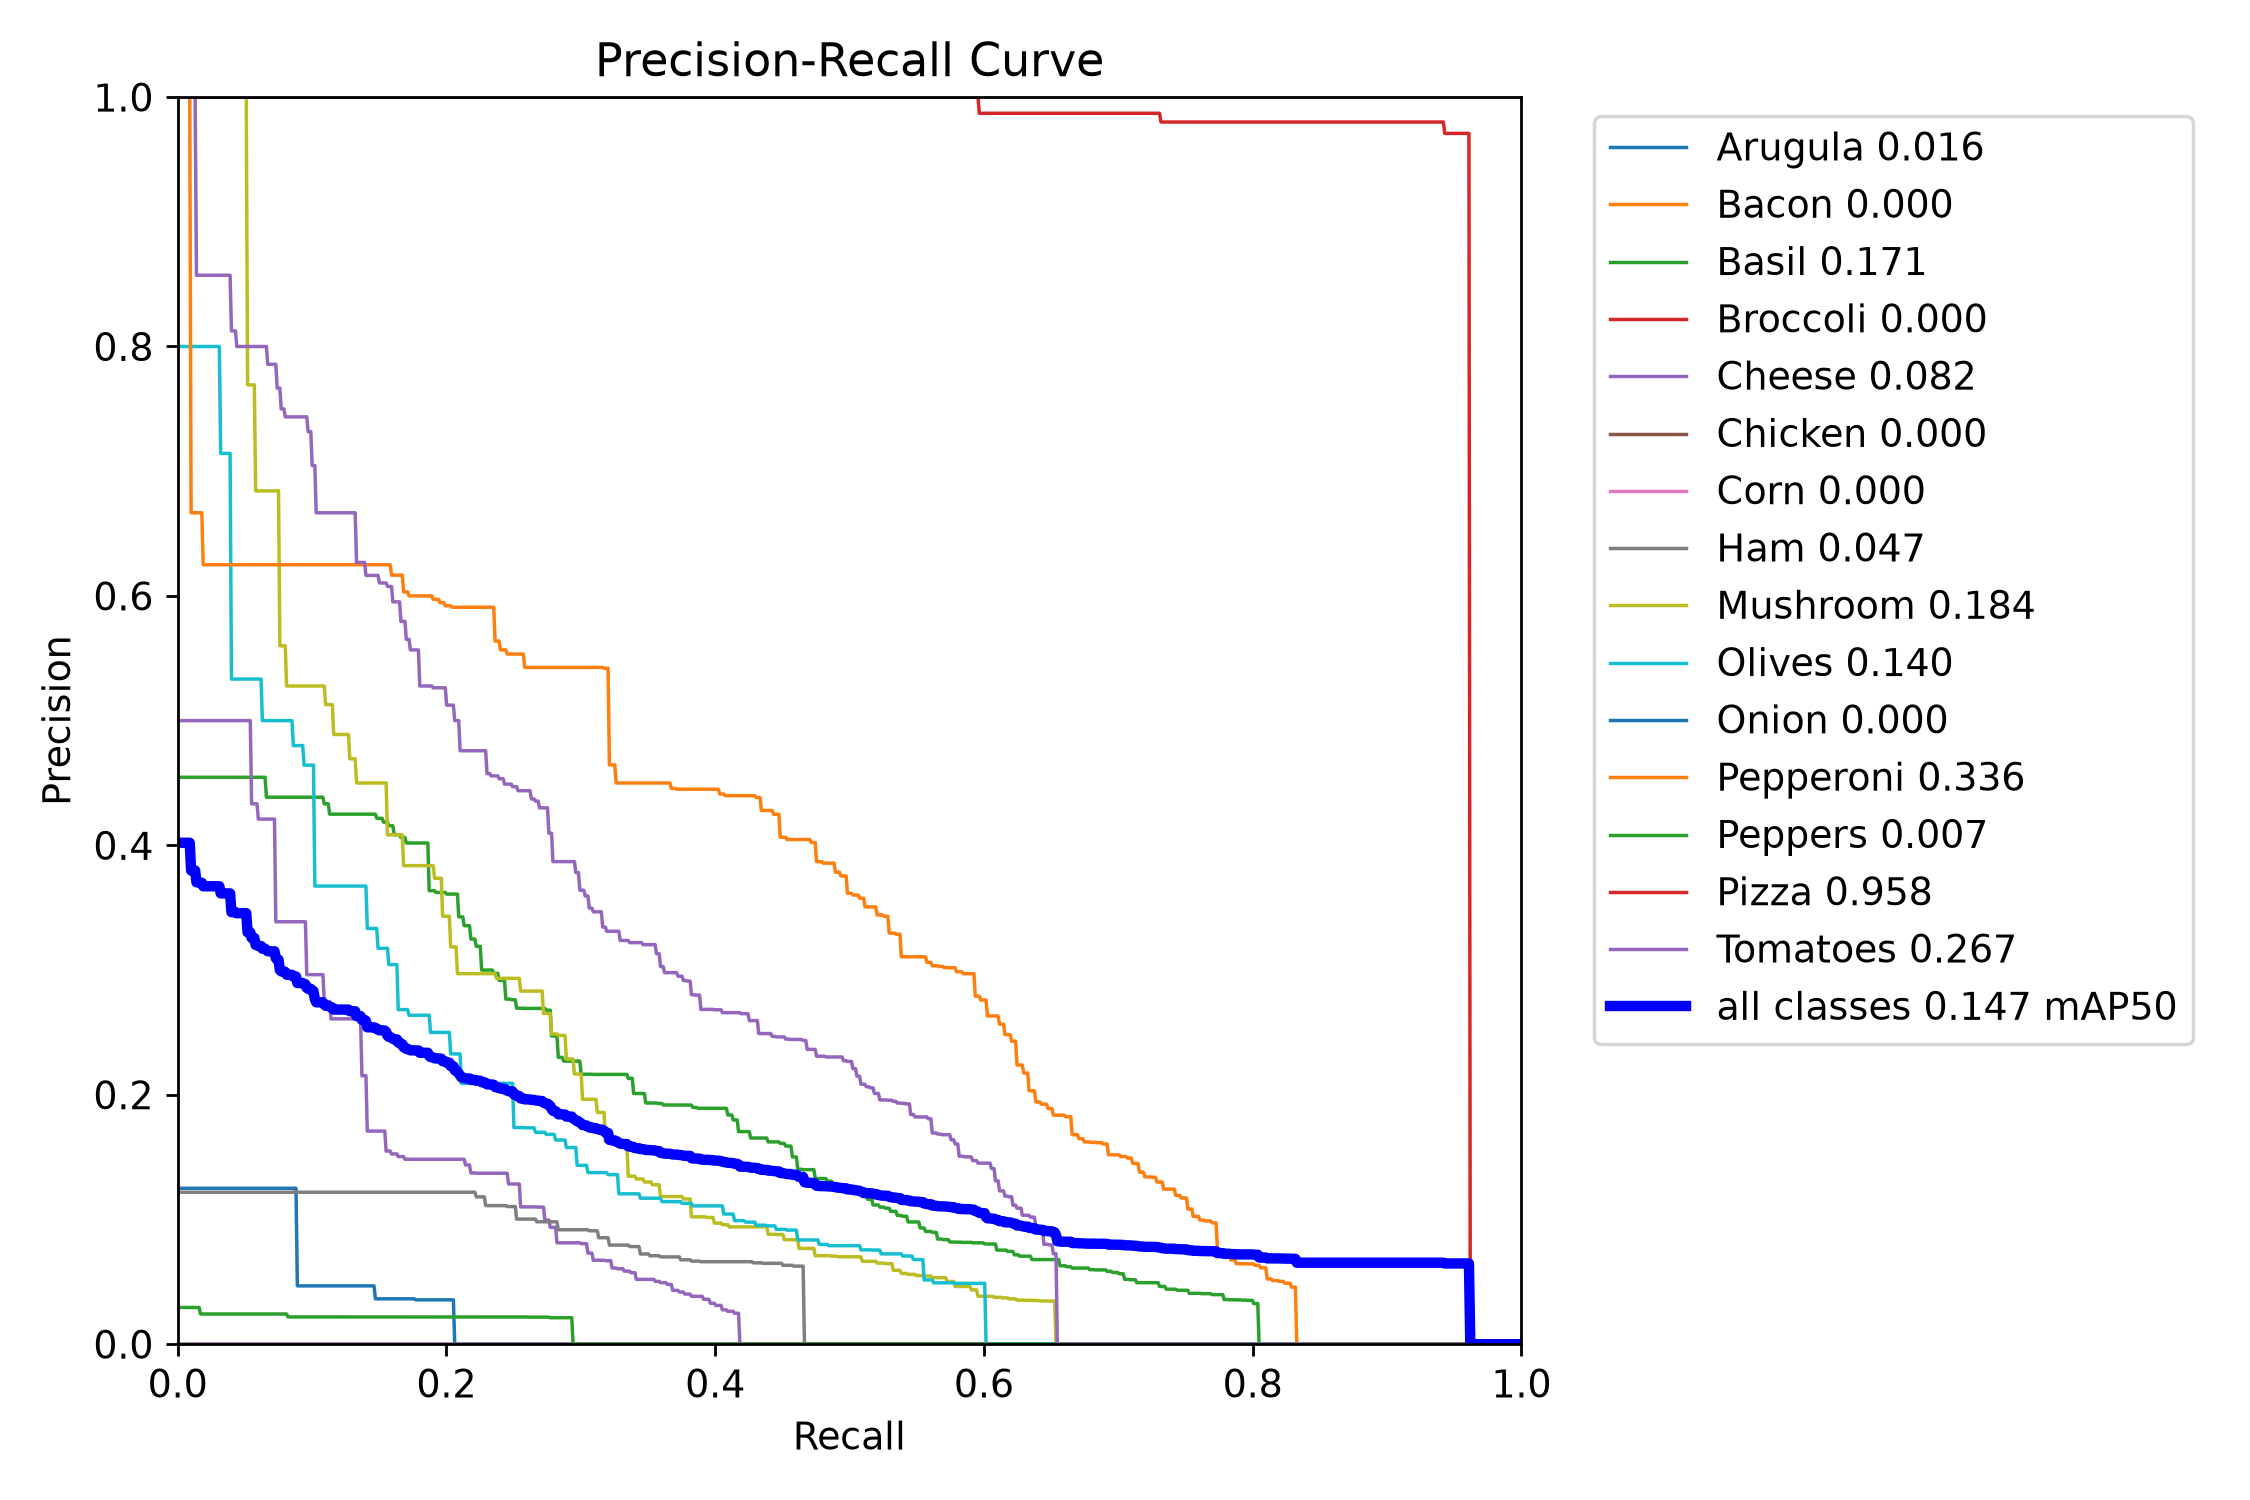 Precision-Recall Curve
1.0
0.8
0.6
0.4
0.2
0.0
Precision
0.0 0.2 0.4 0.6 0.8 1.0
Recall
Arugula 0.016
Bacon 0.000
Basil 0.171
Broccoli 0.000
Cheese 0.082
Chicken 0.000
Corn 0.000
Ham 0.047
Mushroom 0.184
Olives 0.140
Onion 0.000
Pepperoni 0.336
Peppers 0.007
Pizza 0.958
Tomatoes 0.267
all classes 0.147 mAP50